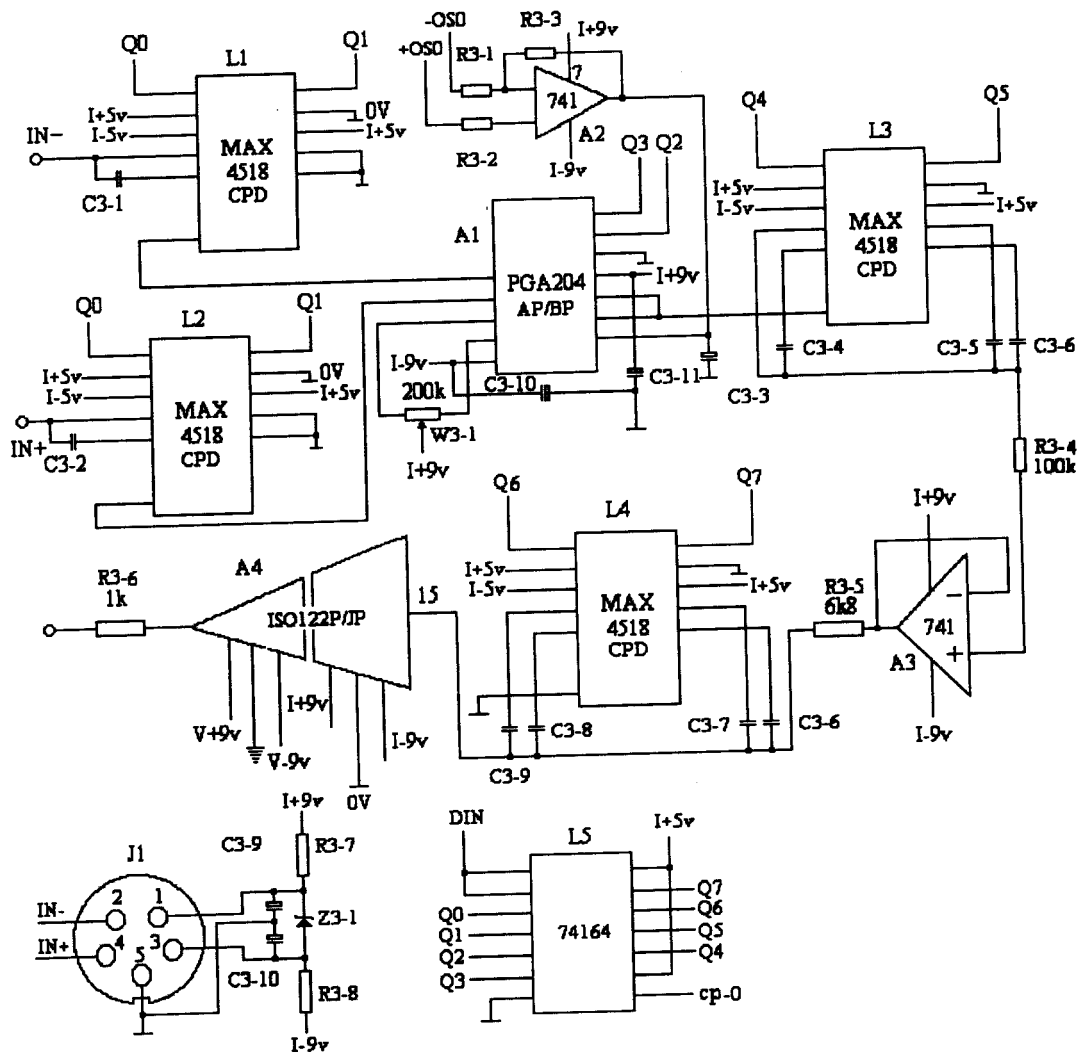 -OS0
R3-3
I+9v
Q0
L1
Q1
+OS0
R3-1
7
741
I+5v
0V
I-5v
I+5v
IN-
MAX
4518
CPD
C3-1
R3-2
A2
I-9v
Q3
Q2
Q4
L3
Q5
I+5v
I-5v
I+5v
MAX
4518
CPD
A1
PGA204
AP/BP
I+9v
Q0
L2
Q1
I-9v
200k
C3-10
C3-11
C3-3
C3-4
C3-5
C3-6
I+5v
0V
I-5v
I+5v
MAX
4518
CPD
IN+
C3-2
W3-1
I+9v
R3-4
100k
Q6
L4
Q7
I+9v
I+5v
I-5v
I+5v
MAX
4518
CPD
R3-6
1k
A4
ISO122P/JP
15
R3-5
6k8
741
A3
I-9v
V+9v
V-9v
I+9v
0V
I-9v
C3-9
C3-8
C3-7
C3-6
I+9v
C3-9
R3-7
J1
2
1
IN-
4
3
IN+
5
Z3-1
C3-10
R3-8
I-9v
DIN
L5
I+5v
74164
Q0
Q1
Q2
Q3
Q7
Q6
Q5
Q4
cp-0